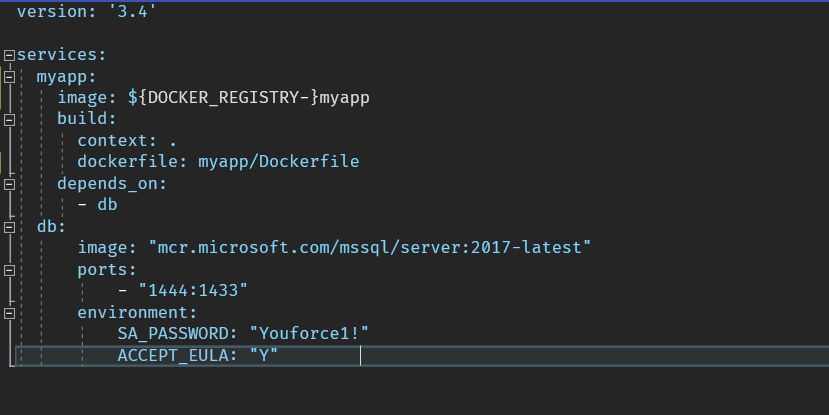 version: '3.4'
services:
myapp:
image: ${DOCKER_REGISTRY-}myapp
build:
context: .
dockerfile: myapp/Dockerfile
depends_on:
- db
db:
image: "mcr.microsoft.com/mssql/server:2017-latest"
ports:
- "1444:1433"
environment:
SA_PASSWORD: "Youforce1!"
ACCEPT_EULA: "Y"